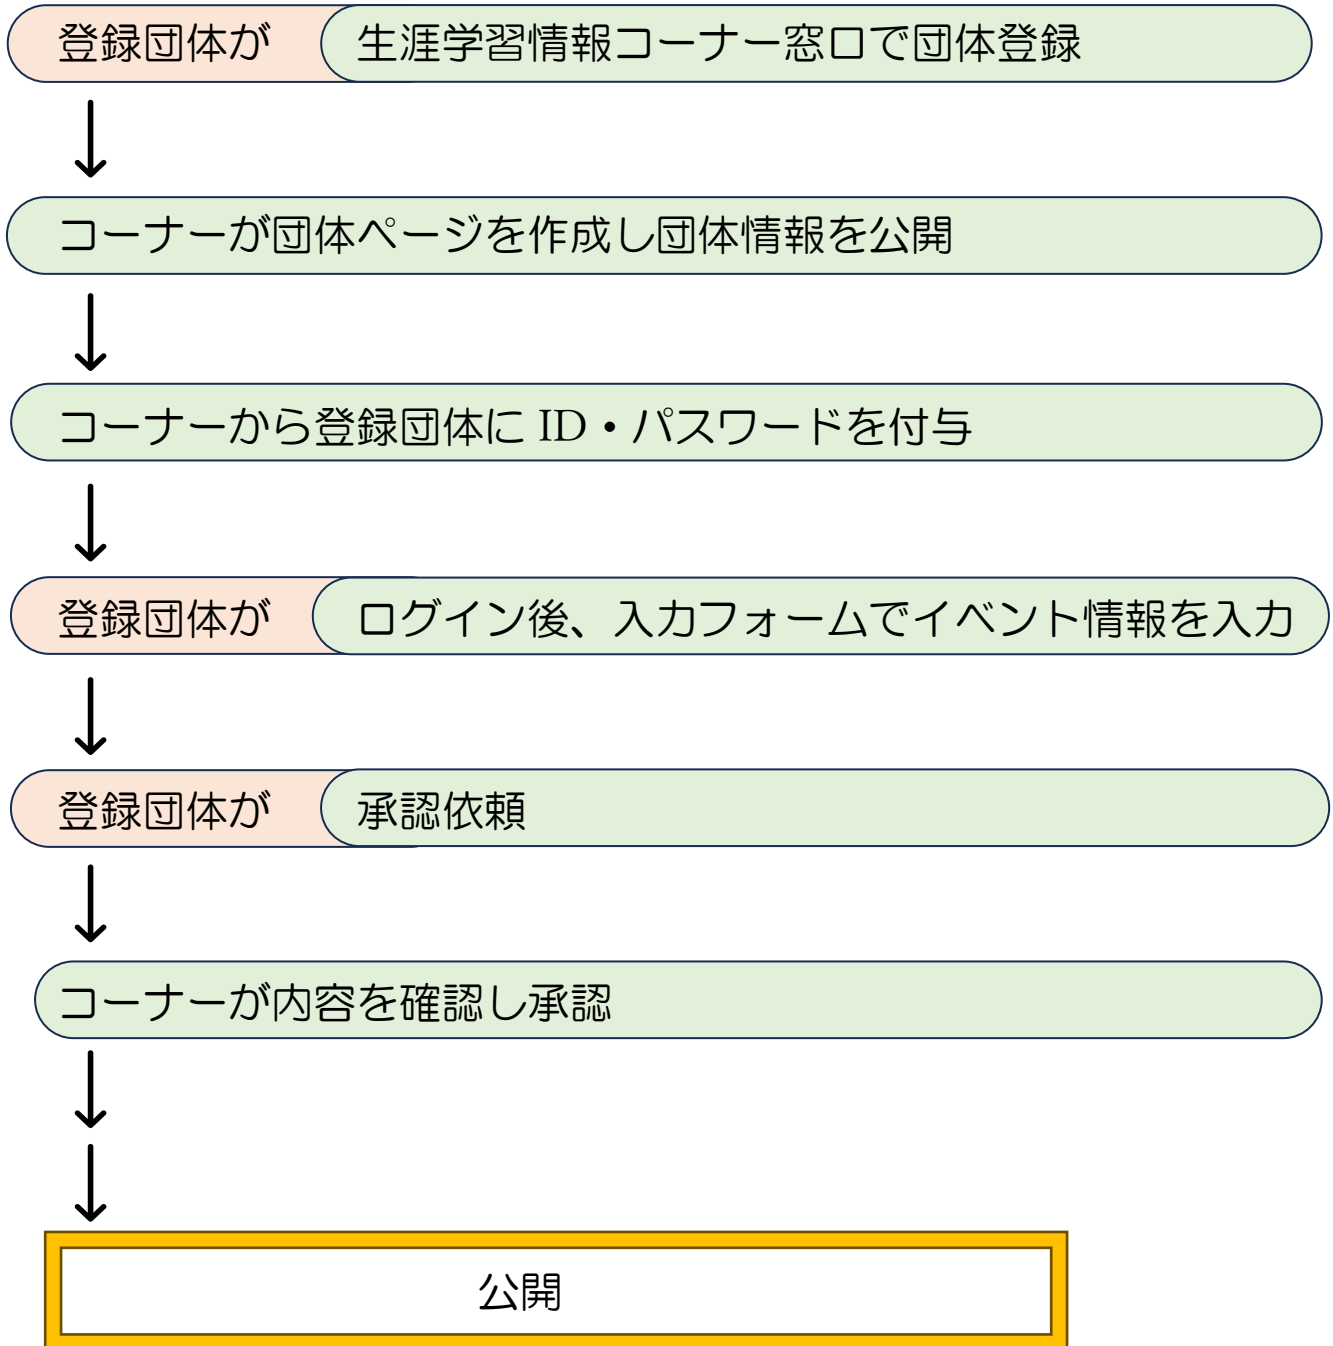 登録団体が 生涯学習情報コーナー窓口で団体登録
コーナーが団体ページを作成し団体情報を公開
コーナーから登録団体に ID・パスワードを付与
登録団体が ログイン後、入力フォームでイベント情報を入力
登録団体が 承認依頼
コーナーが内容を確認し承認
公開